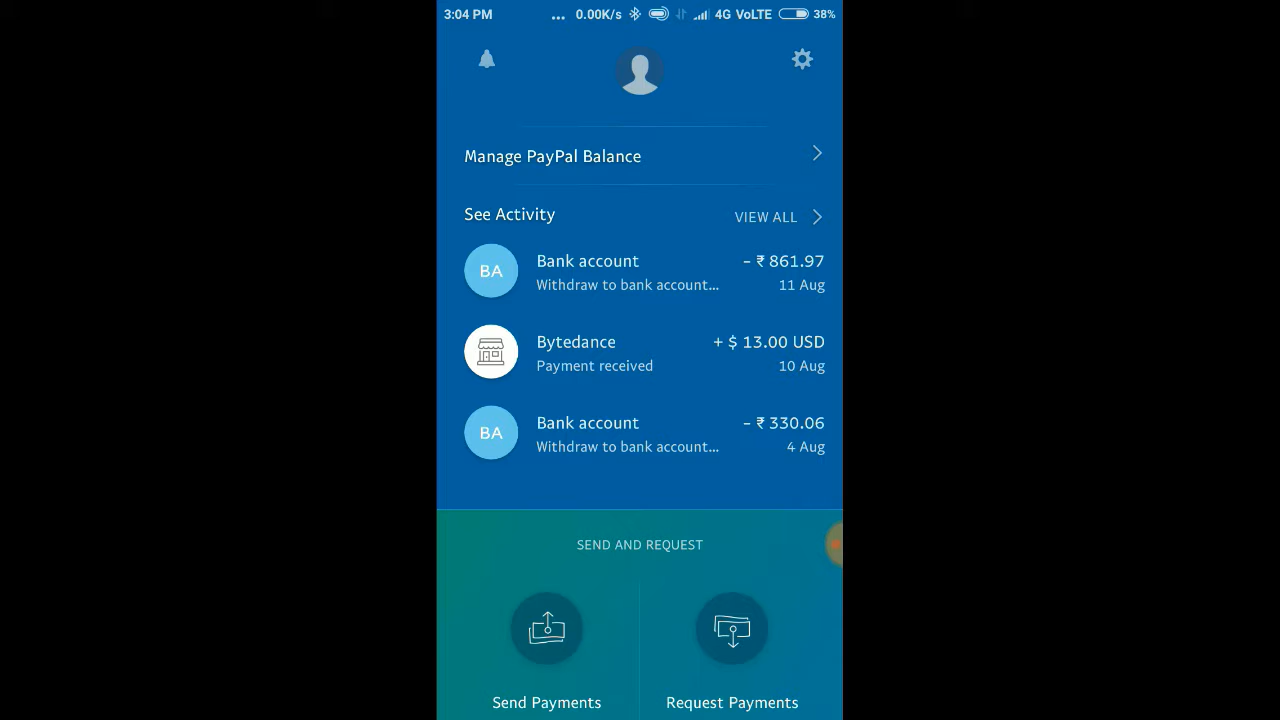 3:04 PM ... 0.00K/s 4G VoLTE 38%
Manage PayPal Balance
See Activity VIEW ALL
BA Bank account - ₹ 861.97
Withdraw to bank account... 11 Aug
Bytedance + $ 13.00 USD
Payment received 10 Aug
BA Bank account - ₹ 330.06
Withdraw to bank account... 4 Aug
SEND AND REQUEST
Send Payments Request Payments